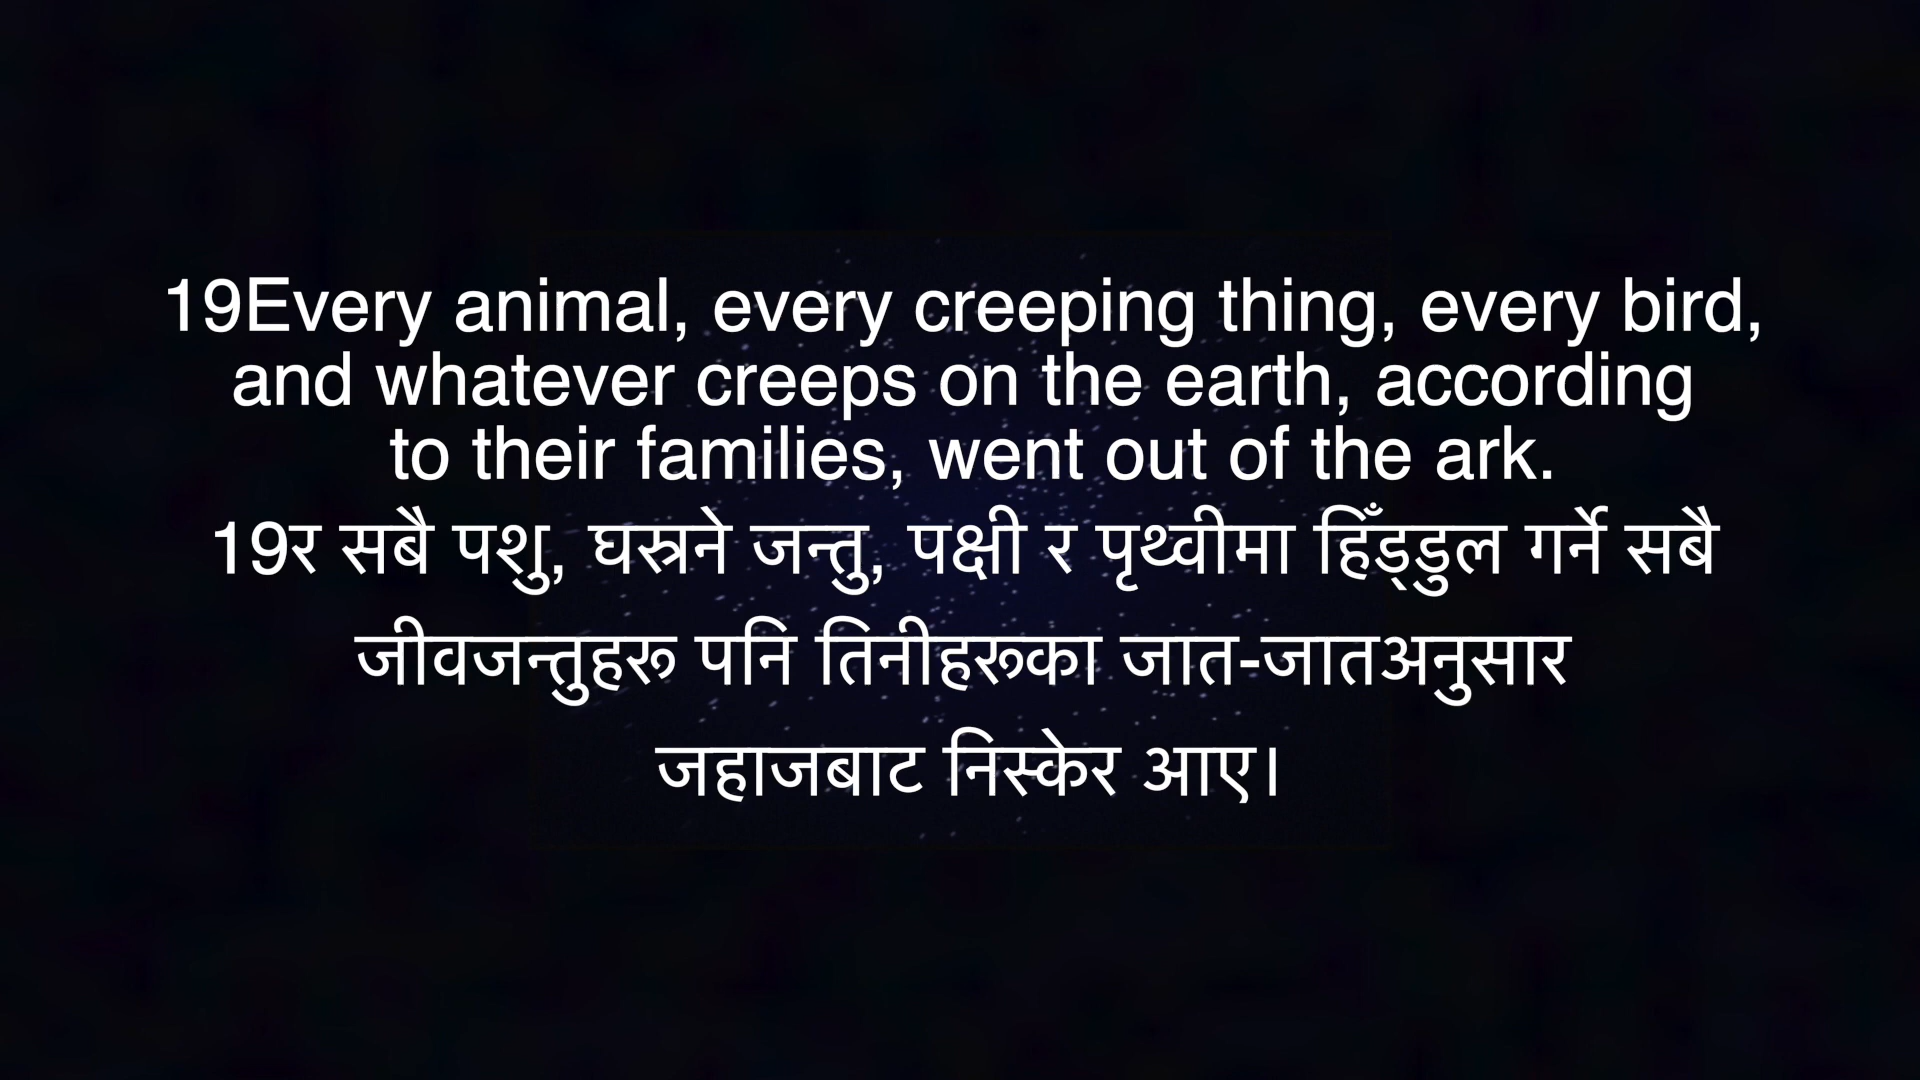 19Every animal, every creeping thing, every bird,
and whatever creeps on the earth, according
to their families, went out of the ark.
19र सबै पशु, घस्रने जन्तु, पक्षी र पृथ्वीमा हिँड्डुल गर्ने सबै
जीवजन्तुहरू पनि तिनीहरूका जात-जातअनुसार
जहाजबाट निस्केर आए।